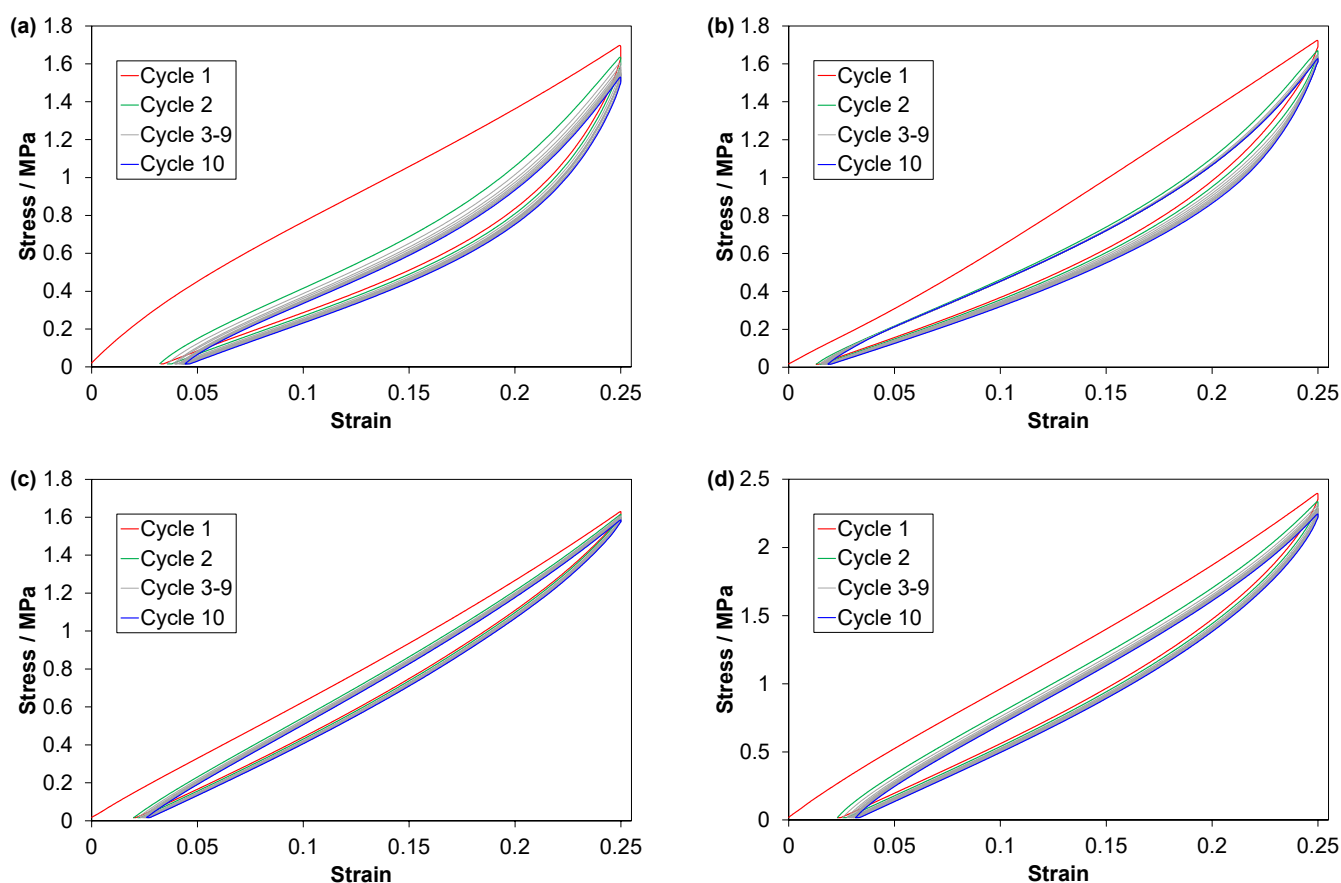 (a)
1.8
1.6
1.4
1.2
1
0.8
0.6
0.4
0.2
0
Stress / MPa
Cycle 1
Cycle 2
Cycle 3-9
Cycle 10
0 0.05 0.1 0.15 0.2 0.25
Strain
(b)
1.8
1.6
1.4
1.2
1
0.8
0.6
0.4
0.2
0
Stress / MPa
Cycle 1
Cycle 2
Cycle 3-9
Cycle 10
0 0.05 0.1 0.15 0.2 0.25
Strain
(c)
1.8
1.6
1.4
1.2
1
0.8
0.6
0.4
0.2
0
Stress / MPa
Cycle 1
Cycle 2
Cycle 3-9
Cycle 10
0 0.05 0.1 0.15 0.2 0.25
Strain
(d)
2.5
2
1.5
1
0.5
0
Stress / MPa
Cycle 1
Cycle 2
Cycle 3-9
Cycle 10
0 0.05 0.1 0.15 0.2 0.25
Strain